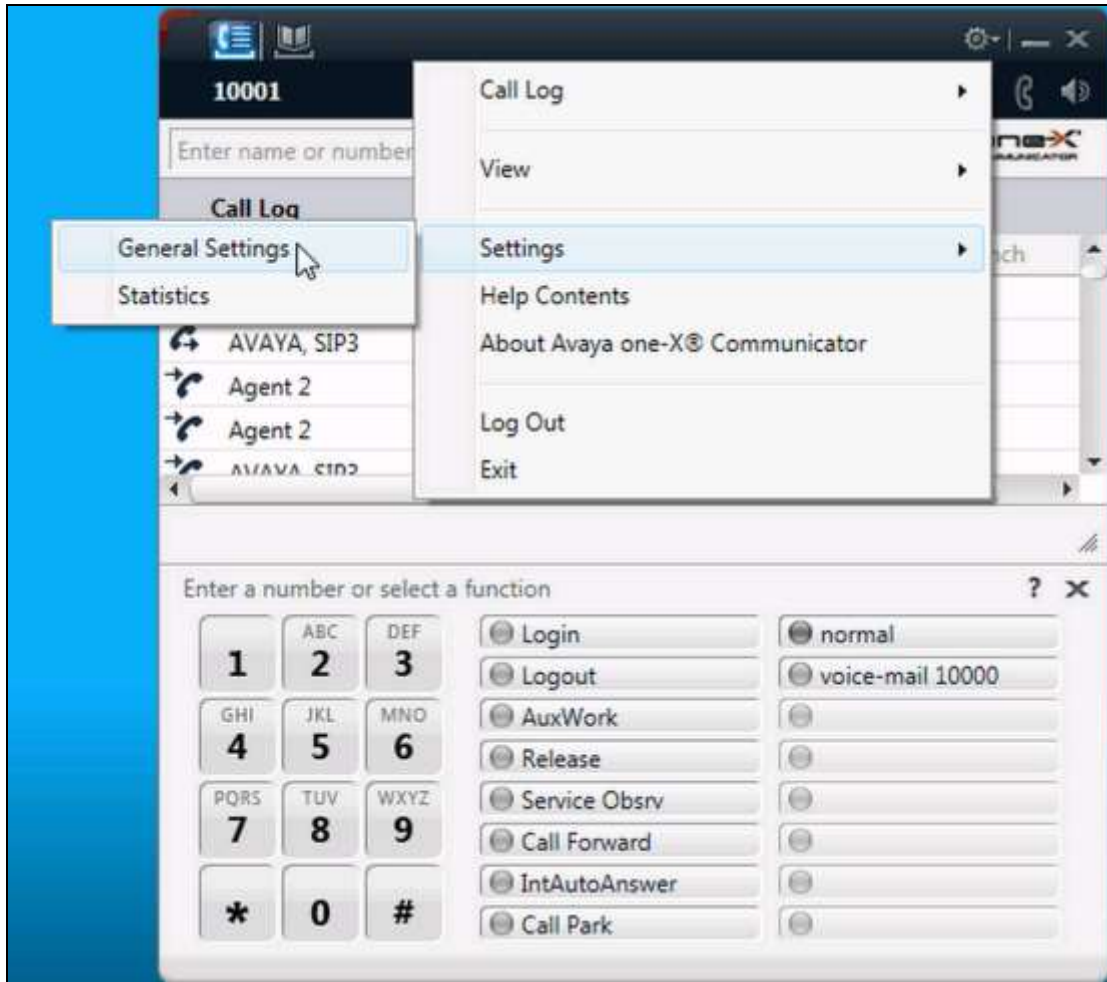 10001
Call Log
Enter name or number
one-X
View
Call Log
General Settings
Settings
Statistics
Help Contents
AVAYA, SIP3
About Avaya one-X® Communicator
Agent 2
Agent 2
Log Out
AVAYA, SIP3
Exit
Enter a number or select a function ? ×
1 ABC 2 DEF 3
GHI 4 JKL 5 MNO 6
PQRS 7 TUV 8 WXYZ 9
* 0 #
Login
Logout
AuxWork
Release
Service Obsrv
Call Forward
IntAutoAnswer
Call Park
normal
voice-mail 10000